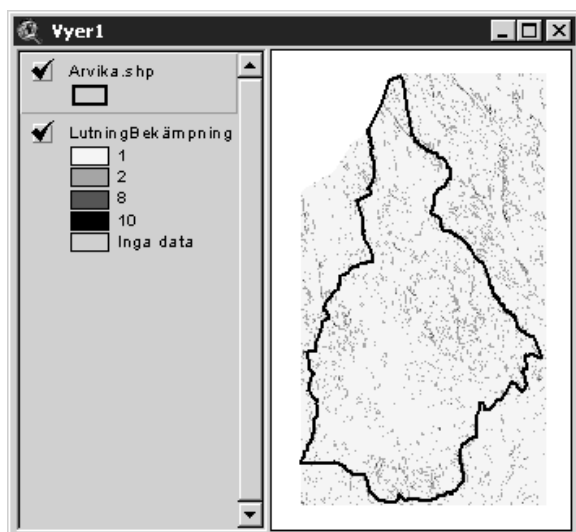 Vyer1
Arvika.shp
LutningBekämpning
1
2
8
10
Inga data